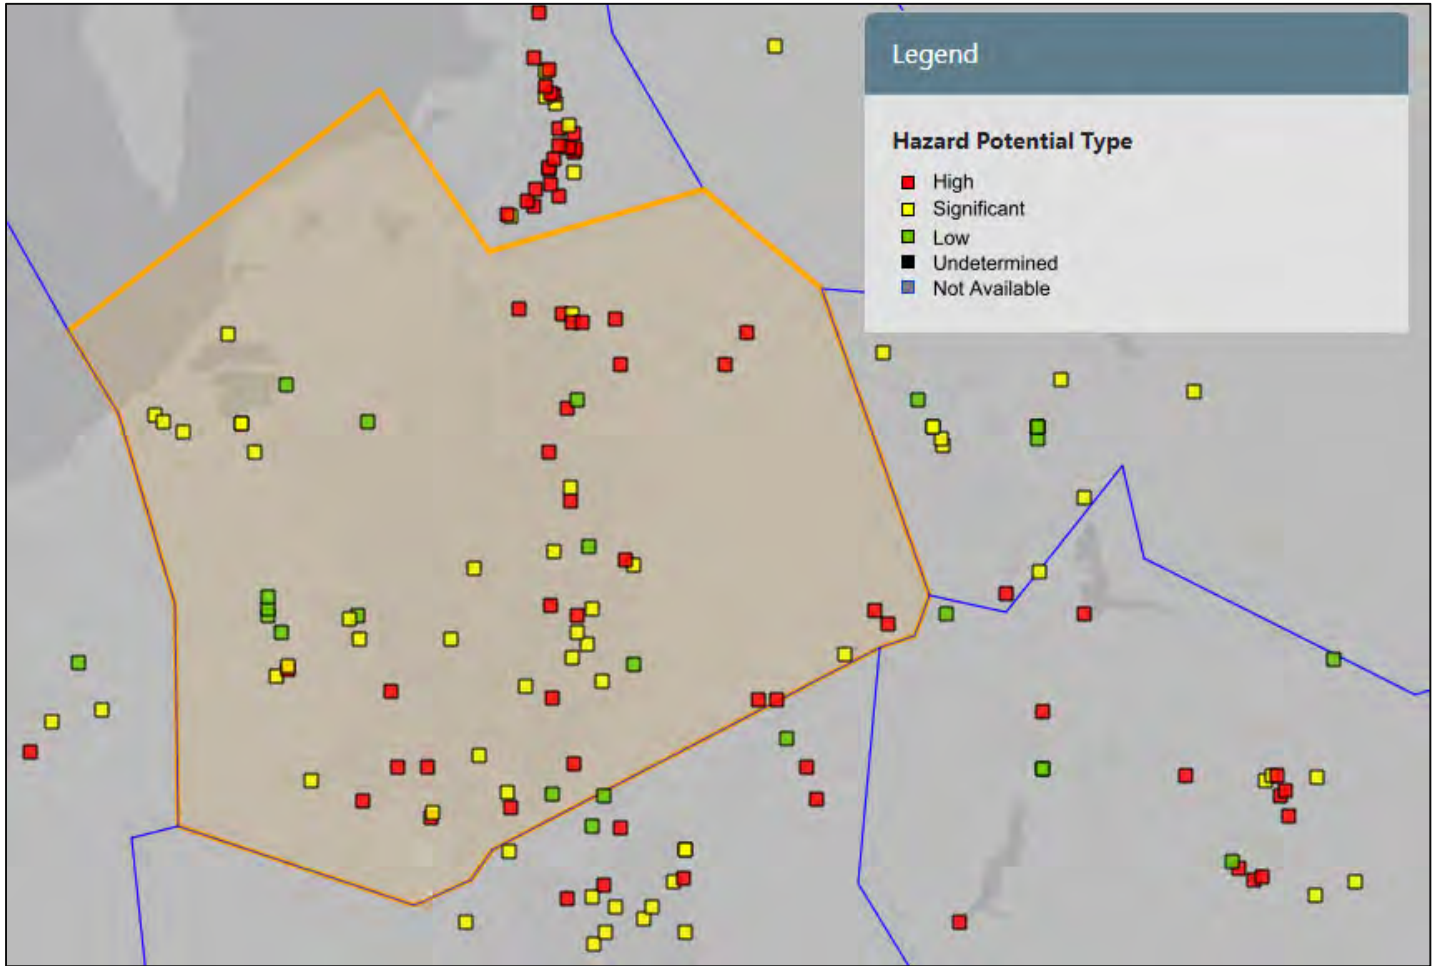 Legend
Hazard Potential Type
High
Significant
Low
Undetermined
Not Available